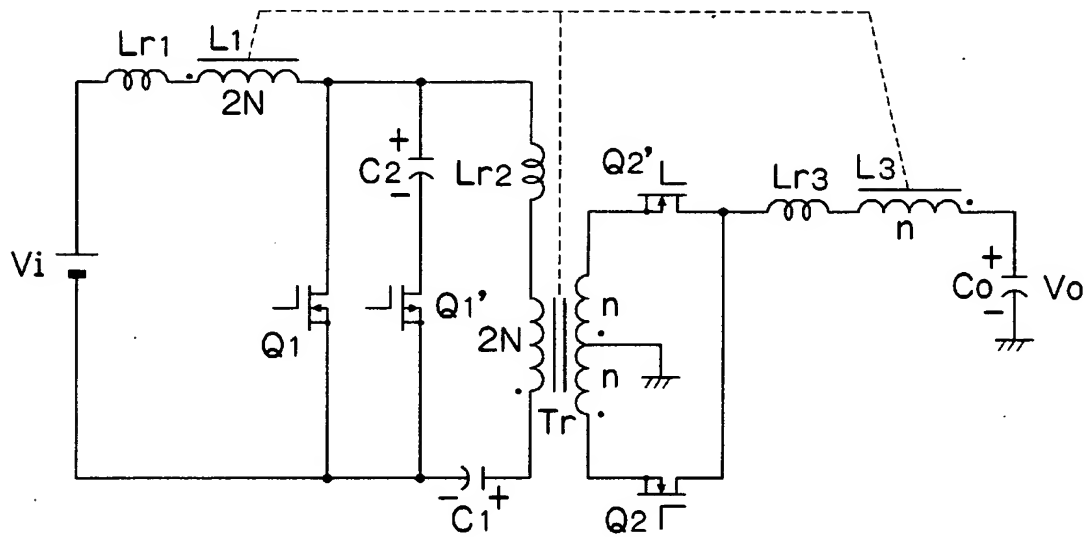 Lr1
L1
2N
+
C2
-
Lr2
Q2'
Lr3
L3
n
Vi
Q1
Q1'
2N
n
n
Tr
+
Co
-
Vo
-
C1
+
Q2